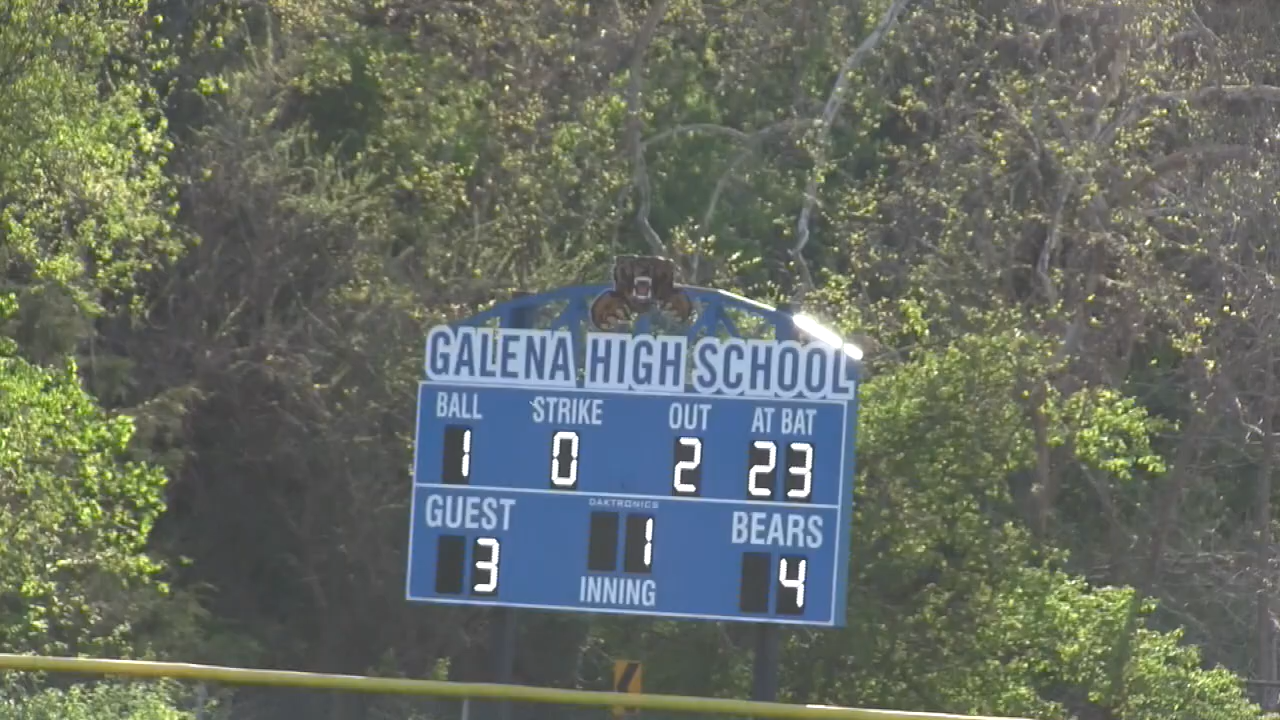 GALENA HIGH SCHOOL
BALL STRIKE OUT AT BAT
1 0 2 23
DAKTRONICS
GUEST BEARS
3 1 4
INNING